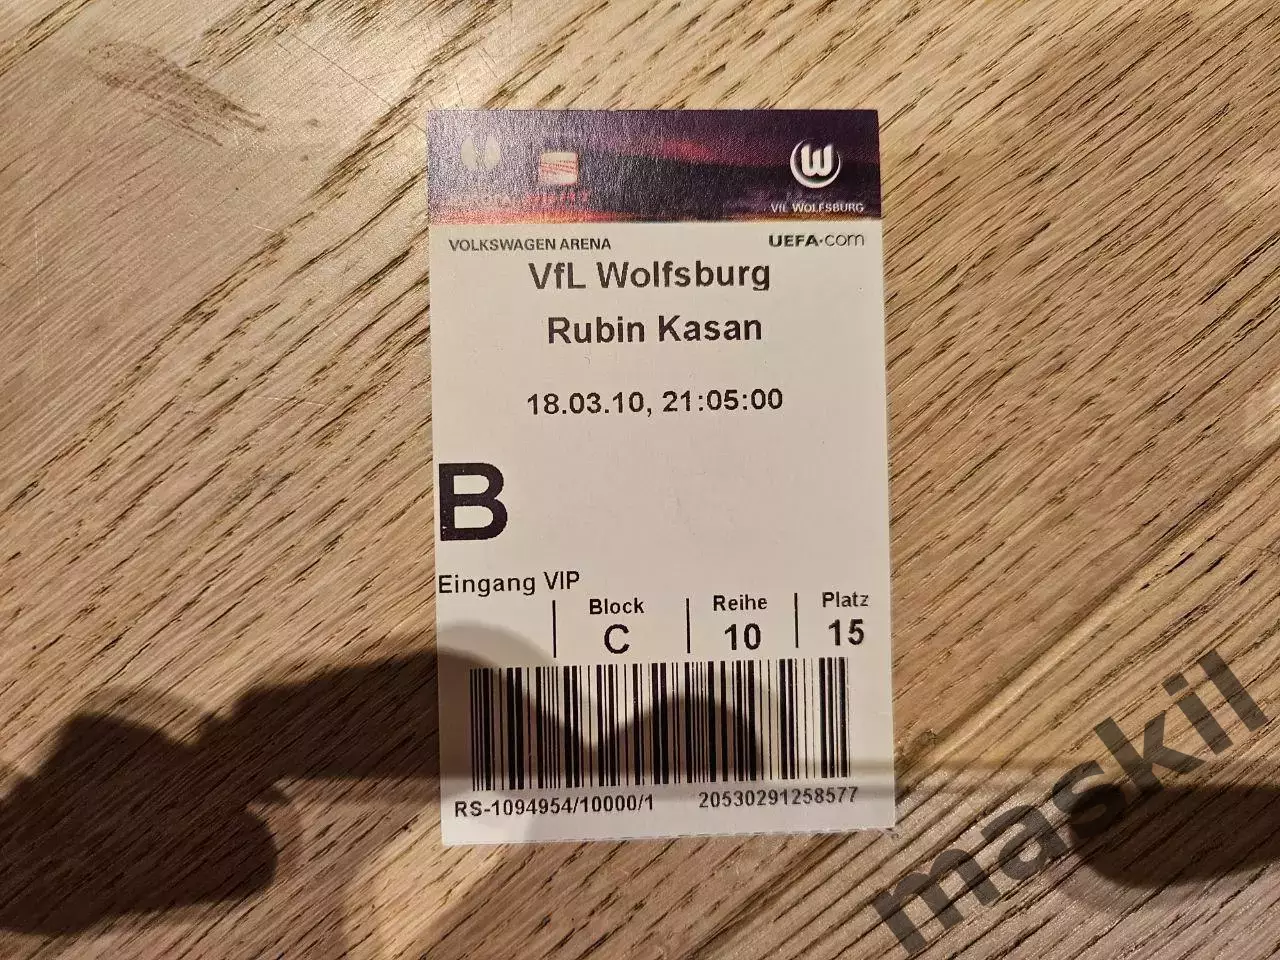 W
VfL WOLFSBURG
VOLKSWAGEN ARENA
UEFA.com
VfL Wolfsburg
Rubin Kasan
18.03.10, 21:05:00
B
Eingang VIP
Block Reihe Platz
C 10 15
RS-1094954/10000/1 20530291258577
maskil